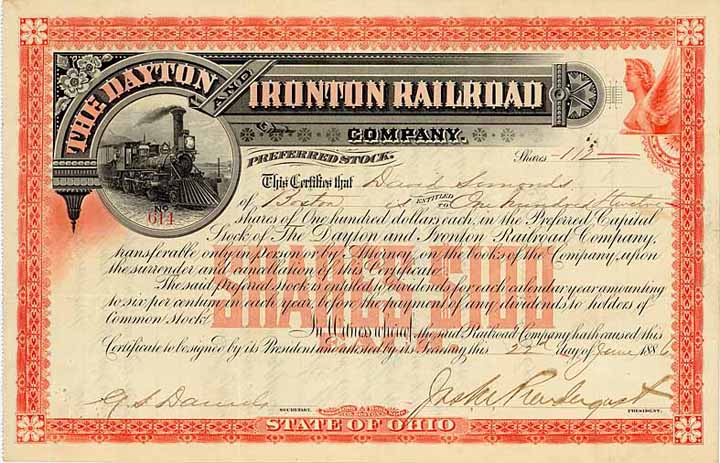 THE DAYTON AND IRONTON RAILROAD
COMPANY.
PREFERRED STOCK.
Shares 112
No
614
This Certifies that David Simonds
of Boston is ENTITLED TO One hundred & twelve
shares of One hundred dollars each, in the Preferred Capital
Stock of The Dayton and Ironton Railroad Company,
transferable only in person or by Attorney, on the books of the Company, upon
the surrender and cancellation of this Certificate.
The said preferred stock is entitled to dividends for each calendar year amounting
to six per centum in each year, before the payment of any dividends to holders of
Common Stock.
SHARES $100
In Witness whereof, the said Railroad Company hath caused this
Certificate to be signed by its President and attested by its Secretary this 22 day of June 1886
SECRETARY.
PRESIDENT.
STATE OF OHIO